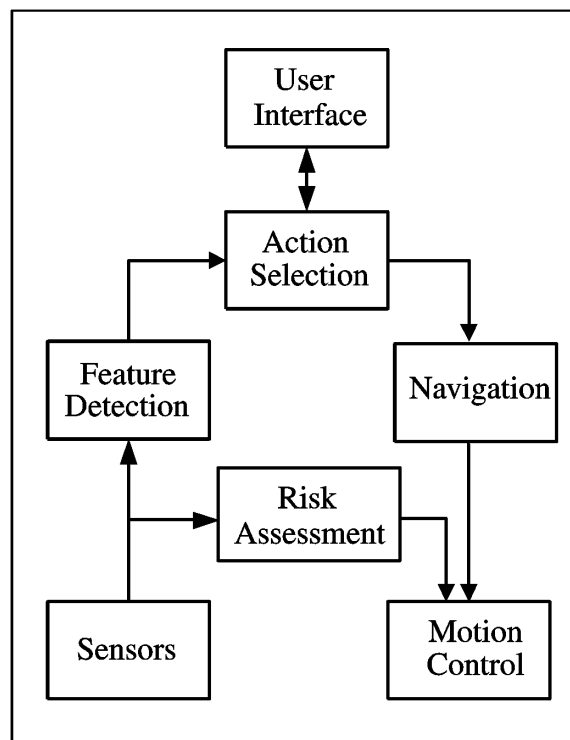 User
Interface
Action
Selection
Feature
Detection
Navigation
Risk
Assessment
Sensors
Motion
Control